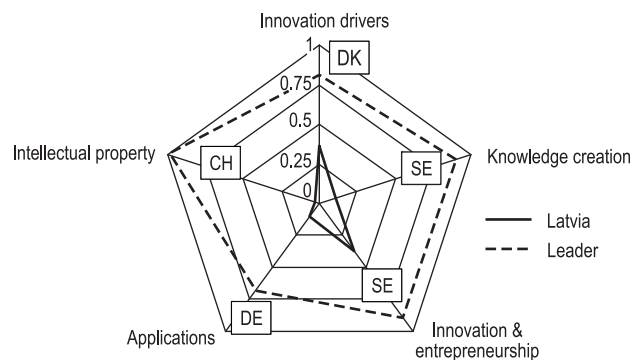 Innovation drivers
1
DK
0.75
0.5
Intellectual property
CH
SE
Knowledge creation
0.25
0
Latvia
Leader
SE
DE
Applications
Innovation &
entrepreneurship